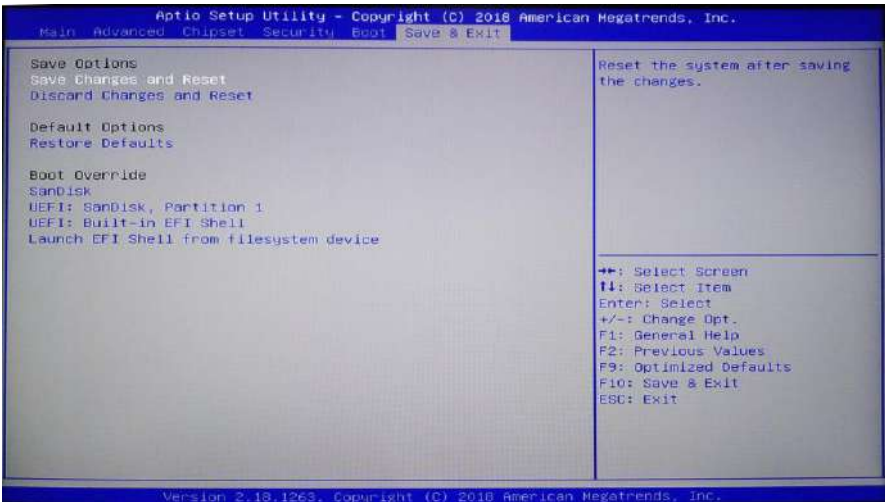 Aptio Setup Utility – Copyright (C) 2018 American Megatrends, Inc.
Main Advanced Chipset Security Boot Save & Exit
Save Options
Save Changes and Reset
Discard Changes and Reset
Default Options
Restore Defaults
Boot Override
SanDisk
UEFI: SanDisk, Partition 1
UEFI: Built-in EFI Shell
Launch EFI Shell from filesystem device
Reset the system after saving
the changes.
→←: Select Screen
↑↓: Select Item
Enter: Select
+/-: Change Opt.
F1: General Help
F2: Previous Values
F9: Optimized Defaults
F10: Save & Exit
ESC: Exit
Version 2.18.1263. Copyright (C) 2018 American Megatrends, Inc.